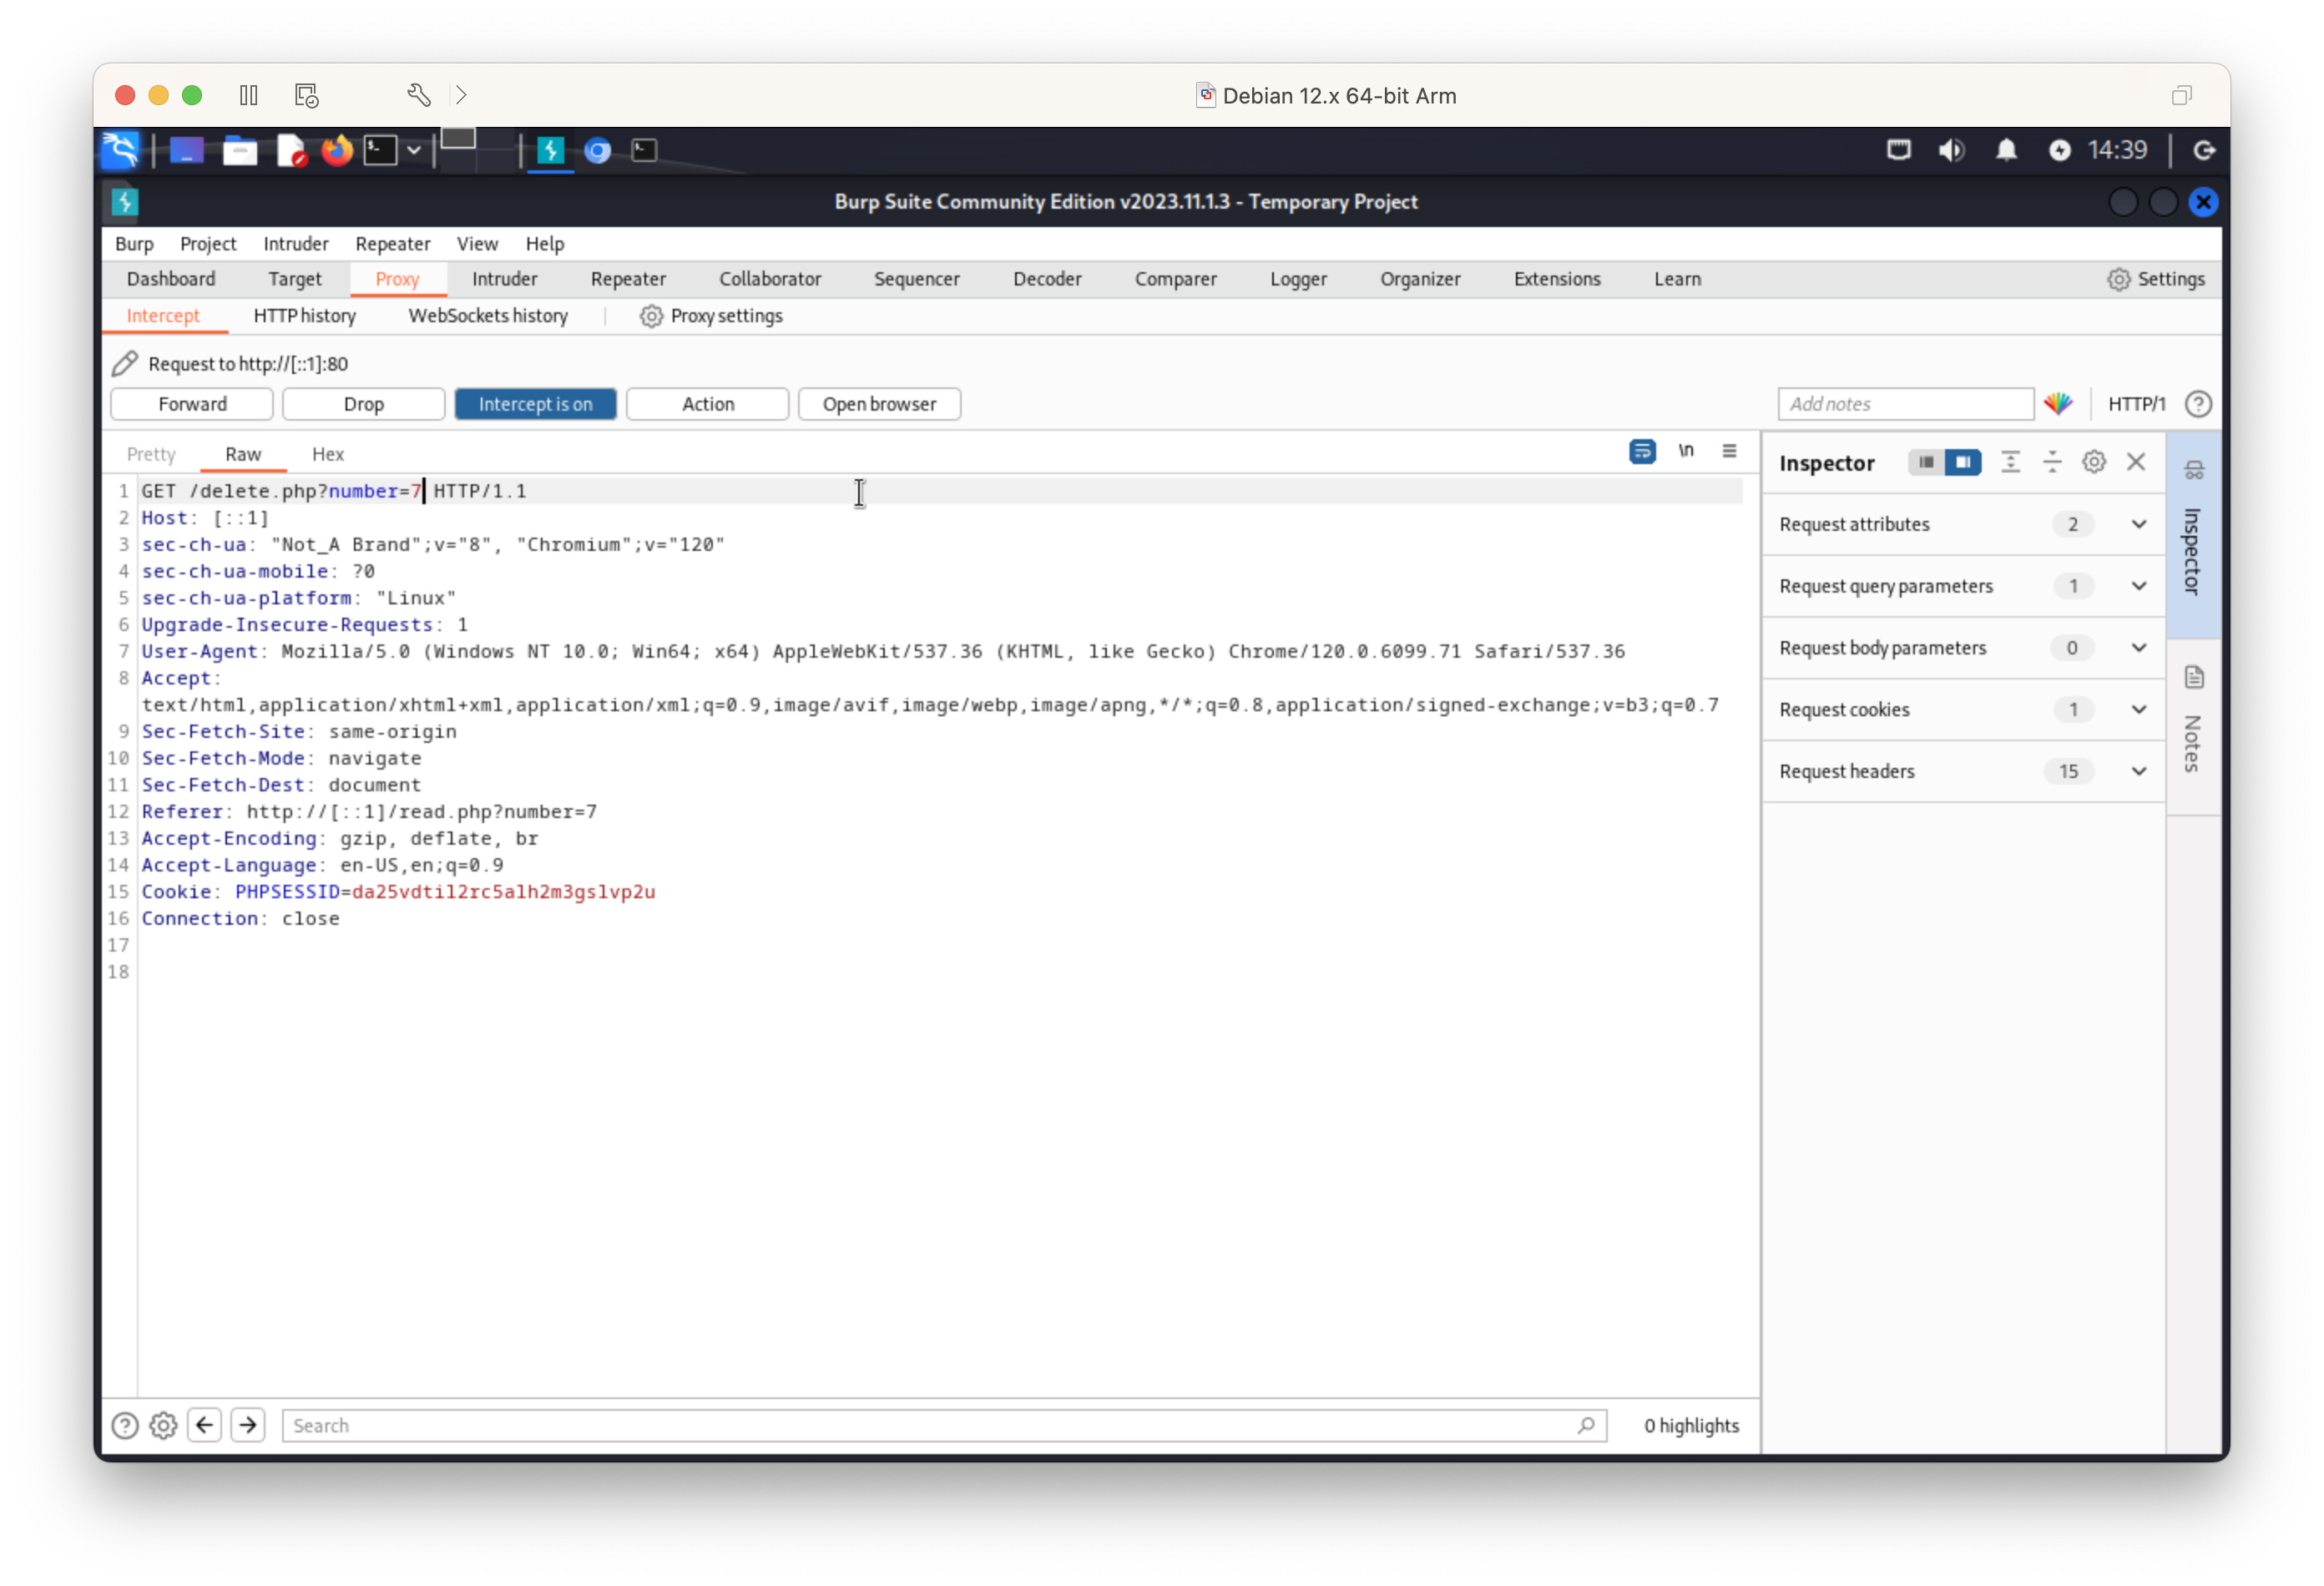 Debian 12.x 64-bit Arm
14:39
Burp Suite Community Edition v2023.11.1.3 - Temporary Project
Burp Project Intruder Repeater View Help
Dashboard Target Proxy Intruder Repeater Collaborator Sequencer Decoder Comparer Logger Organizer Extensions Learn Settings
Intercept HTTP history WebSockets history Proxy settings
Request to http://[::1]:80
Forward Drop Intercept is on Action Open browser Add notes HTTP/1
Pretty Raw Hex \n
1 GET /delete.php?number=7 HTTP/1.1
2 Host: [::1]
3 sec-ch-ua: "Not_A Brand";v="8", "Chromium";v="120"
4 sec-ch-ua-mobile: ?0
5 sec-ch-ua-platform: "Linux"
6 Upgrade-Insecure-Requests: 1
7 User-Agent: Mozilla/5.0 (Windows NT 10.0; Win64; x64) AppleWebKit/537.36 (KHTML, like Gecko) Chrome/120.0.6099.71 Safari/537.36
8 Accept:
text/html,application/xhtml+xml,application/xml;q=0.9,image/avif,image/webp,image/apng,*/*;q=0.8,application/signed-exchange;v=b3;q=0.7
9 Sec-Fetch-Site: same-origin
10 Sec-Fetch-Mode: navigate
11 Sec-Fetch-Dest: document
12 Referer: http://[::1]/read.php?number=7
13 Accept-Encoding: gzip, deflate, br
14 Accept-Language: en-US,en;q=0.9
15 Cookie: PHPSESSID=da25vdtil2rc5alh2m3gslvp2u
16 Connection: close
17
18
Inspector
Request attributes 2
Request query parameters 1
Request body parameters 0
Request cookies 1
Request headers 15
Inspector
Notes
Search 0 highlights